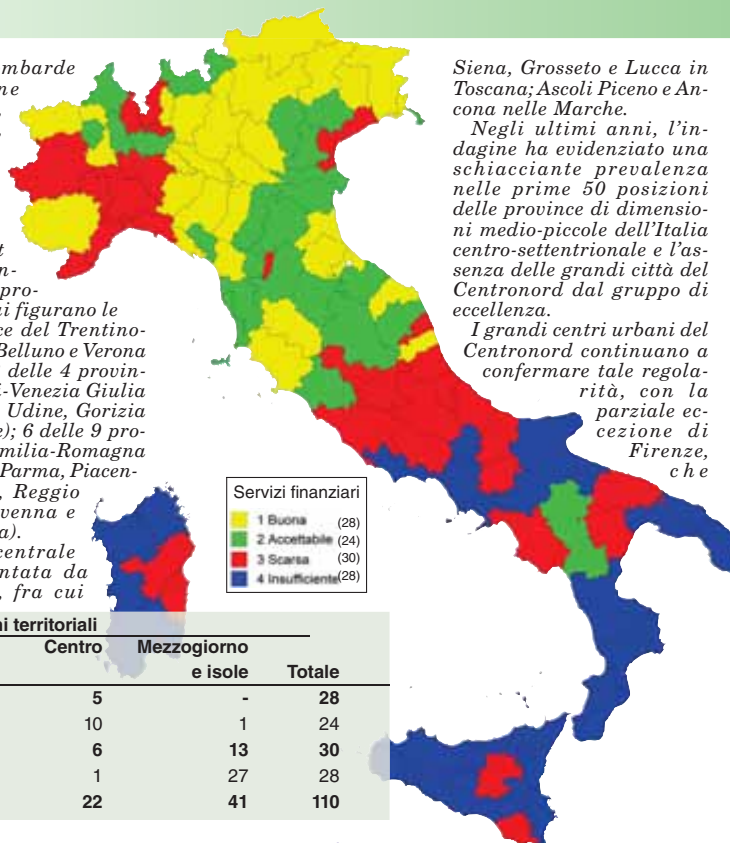 mbarde
ne
t
n-
pro-
i figurano le
ce del Trentino-
Belluno e Verona
delle 4 provin-
i-Venezia Giulia
Udine, Gorizia
e); 6 delle 9 pro-
milia-Romagna
Parma, Piacen-
, Reggio
venna e
a).
centrale
ntata da
, fra cui
Siena, Grosseto e Lucca in
Toscana; Ascoli Piceno e An-
cona nelle Marche.
Negli ultimi anni, l'in-
dagine ha evidenziato una
schiacciante prevalenza
nelle prime 50 posizioni
delle province di dimensio-
ni medio-piccole dell'Italia
centro-settentrionale e l'as-
senza delle grandi città del
Centronord dal gruppo di
eccellenza.
I grandi centri urbani del
Centronord continuano a
confermare tale regola-
rità, con la
parziale ec-
cezione di
Firenze,
che
Servizi finanziari
1 Buona (28)
2 Accettabile (24)
3 Scarsa (30)
4 Insufficiente (28)
ni territoriali
Centro Mezzogiorno
e isole Totale
5 - 28
10 1 24
6 13 30
1 27 28
22 41 110